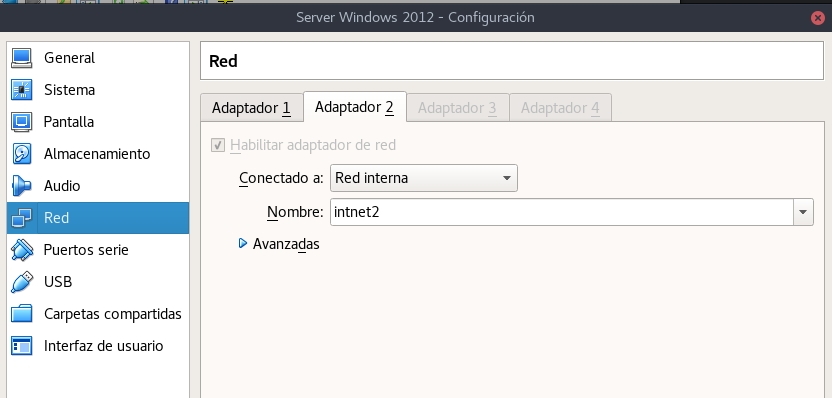 Server Windows 2012 - Configuración
General
Sistema
Pantalla
Almacenamiento
Audio
Red
Puertos serie
USB
Carpetas compartidas
Interfaz de usuario
Red
Adaptador 1 Adaptador 2 Adaptador 3 Adaptador 4
Habilitar adaptador de red
Conectado a: Red interna
Nombre: intnet2
Avanzadas